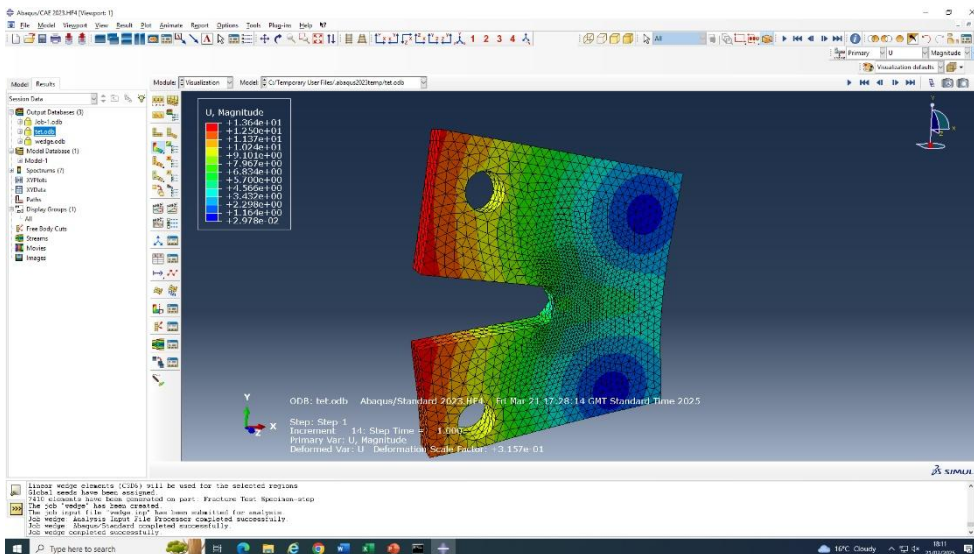 Abaqus/CAE 2023.HF4 [Viewport: 1]
File Model Viewport View Result Plot Animate Report Options Tools Plug-ins Help
1 2 3 4
All
Primary U Magnitude
Visualization defaults
Model Results
Module: Visualization Model: C:/Temporary User Files/.abaqus2023temp/tet.odb
Session Data
Output Databases (3)
Job-1.odb
tet.odb
wedge.odb
Model Database (1)
Model-1
Spectrums (7)
XYPlots
XYData
Paths
Display Groups (1)
All
Free Body Cuts
Streams
Movies
Images
U, Magnitude
+1.364e+01
+1.250e+01
+1.137e+01
+1.024e+01
+9.101e+00
+7.967e+00
+6.834e+00
+5.700e+00
+4.566e+00
+3.432e+00
+2.298e+00
+1.164e+00
+2.978e-02
Y
X
Z
ODB: tet.odb Abaqus/Standard 2023.HF4 Fri Mar 21 17:28:14 GMT Standard Time 2025
Step: Step 1
Increment 14: Step Time = 1.000
Primary Var: U, Magnitude
Deformed Var: U Deformation Scale Factor: +3.157e-01
Linear wedge elements (C3D6) will be used for the selected regions
Global seeds have been assigned.
7410 elements have been generated on part: Fracture Test Specimen-step
The job "wedge" has been created.
The job input file "wedge.inp" has been submitted for analysis
Job wedge: Analysis Input File Processor completed successfully.
Job wedge: Abaqus/Standard completed successfully.
Job wedge completed successfully.
Type here to search
16°C Cloudy
18:11
21/03/2025